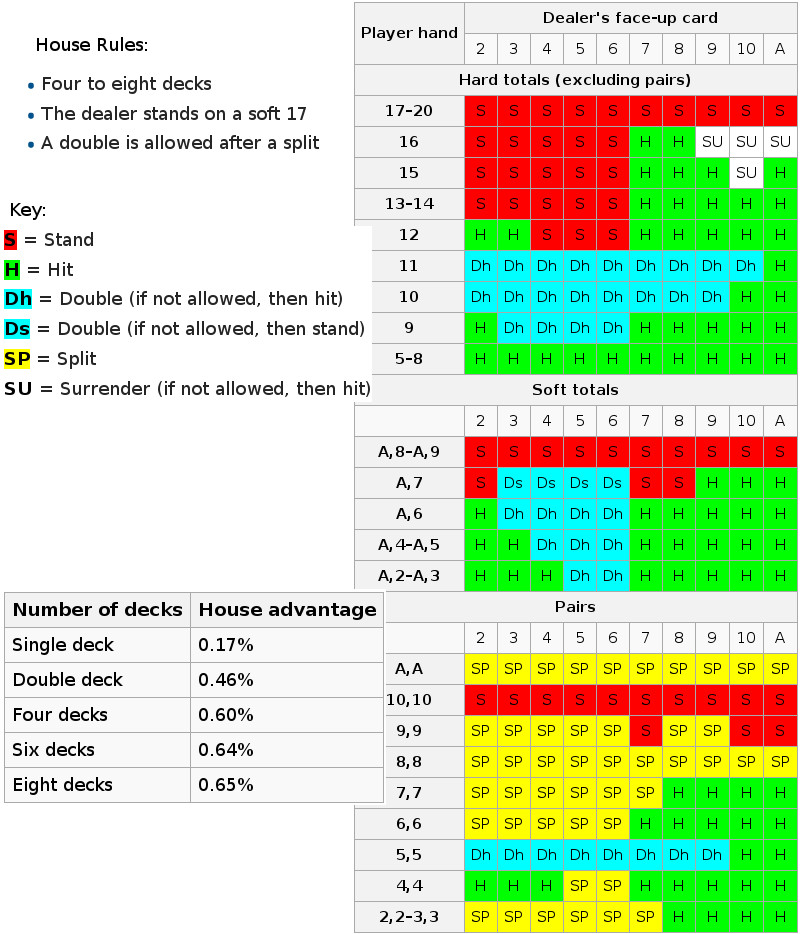 House Rules:
Four to eight decks
The dealer stands on a soft 17
A double is allowed after a split
Key:
S = Stand
H = Hit
Dh = Double (if not allowed, then hit)
Ds = Double (if not allowed, then stand)
SP = Split
SU = Surrender (if not allowed, then hit)
Number of decks House advantage
Single deck 0.17%
Double deck 0.46%
Four decks 0.60%
Six decks 0.64%
Eight decks 0.65%
Player hand Dealer's face-up card
2 3 4 5 6 7 8 9 10 A
Hard totals (excluding pairs)
17–20 S S S S S S S S S S
16 S S S S S H H SU SU SU
15 S S S S S H H H SU H
13–14 S S S S S H H H H H
12 H H S S S H H H H H
11 Dh Dh Dh Dh Dh Dh Dh Dh Dh H
10 Dh Dh Dh Dh Dh Dh Dh Dh H H
9 H Dh Dh Dh Dh H H H H H
5–8 H H H H H H H H H H
Soft totals
2 3 4 5 6 7 8 9 10 A
A,8–A,9 S S S S S S S S S S
A,7 S Ds Ds Ds Ds S S H H H
A,6 H Dh Dh Dh Dh H H H H H
A,4–A,5 H H Dh Dh Dh H H H H H
A,2–A,3 H H H Dh Dh H H H H H
Pairs
2 3 4 5 6 7 8 9 10 A
A,A SP SP SP SP SP SP SP SP SP SP
10,10 S S S S S S S S S S
9,9 SP SP SP SP SP S SP SP S S
8,8 SP SP SP SP SP SP SP SP SP SP
7,7 SP SP SP SP SP SP H H H H
6,6 SP SP SP SP SP H H H H H
5,5 Dh Dh Dh Dh Dh Dh Dh Dh H H
4,4 H H H SP SP H H H H H
2,2–3,3 SP SP SP SP SP SP H H H H